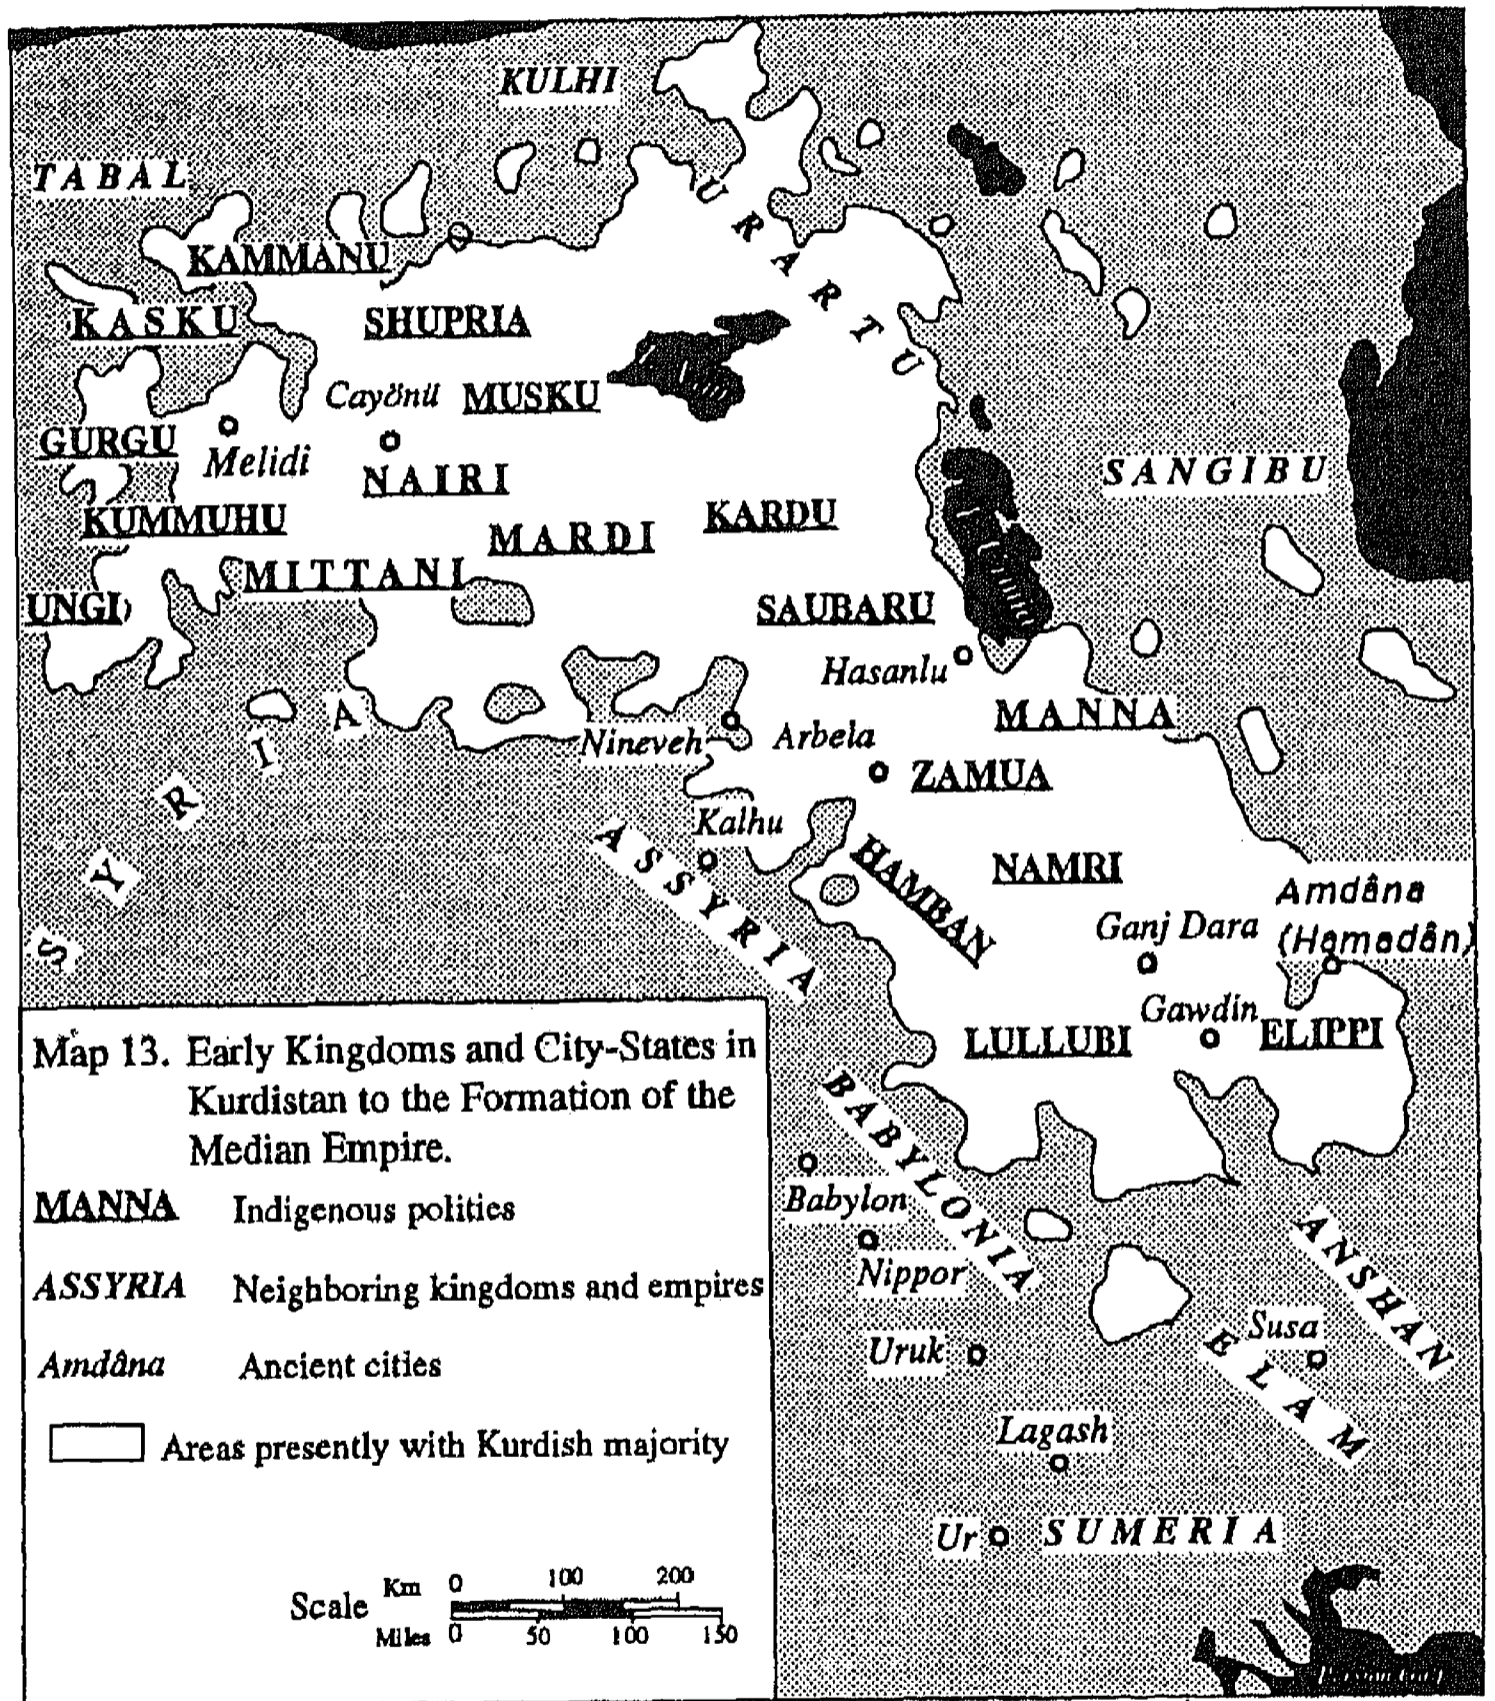 KULHI
TABAL
URARTU
KAMMANU
KASKU
SHUPRIA
Cayönü
MUSKU
GURGU
Melidî
NAIRI
SANGIBU
KUMMUHU
MARDI
KARDU
MITTANI
UNGI
SAUBARU
Hasanlu
MANNA
SYRIA
Nineveh
Arbela
ZAMUA
Kalhu
ASSYRIA
HAMBAN
NAMRI
Amdâna
(Hamadân)
Ganj Dara
Gawdin
LULLUBI
ELIPPI
BABYLONIA
Babylon
Nippor
ANSHAN
Susa
ELAM
Uruk
Lagash
Ur
SUMERIA
Map 13. Early Kingdoms and City-States in
Kurdistan to the Formation of the
Median Empire.
MANNA Indigenous polities
ASSYRIA Neighboring kingdoms and empires
Amdâna Ancient cities
Areas presently with Kurdish majority
Scale
Km 0 100 200
Miles 0 50 100 150